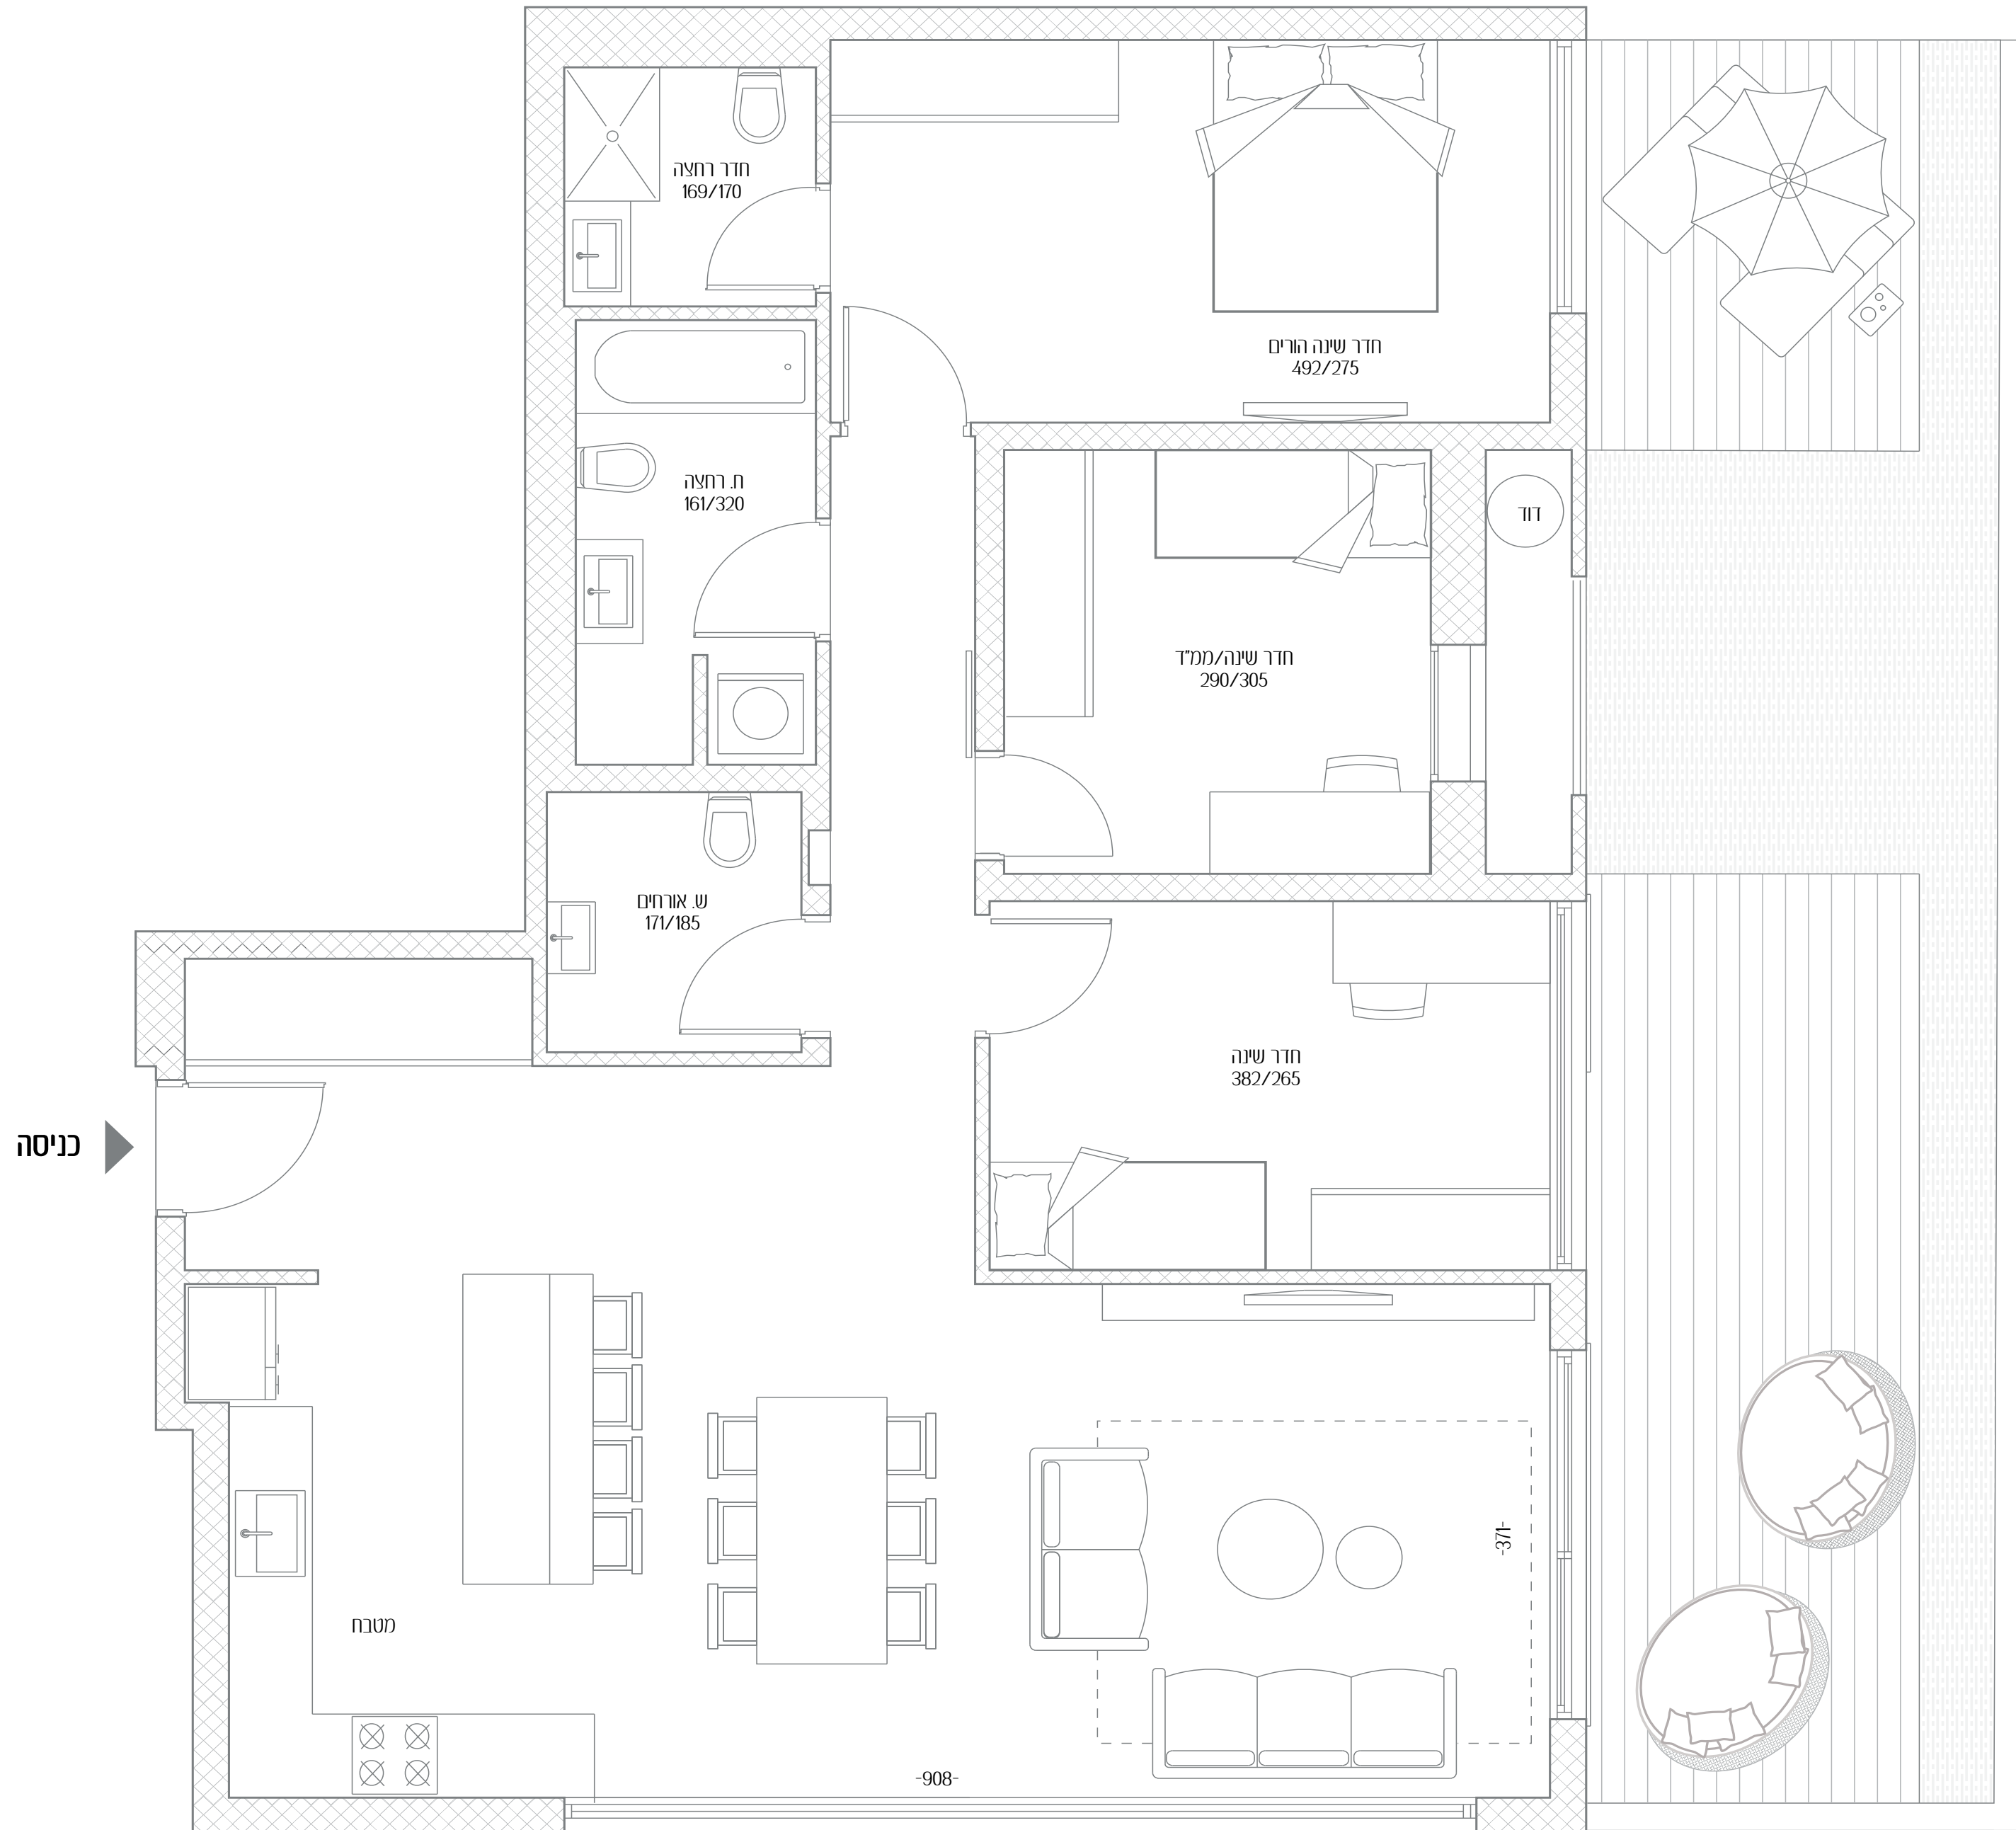 חדר רחצה
169/170
חדר שינה הורים
492/275
ח. רחצה
161/320
דוד
חדר שינה/ממ"ד
290/305
ש. אורחים
171/185
חדר שינה
382/265
כניסה
-371-
מטבח
-908-